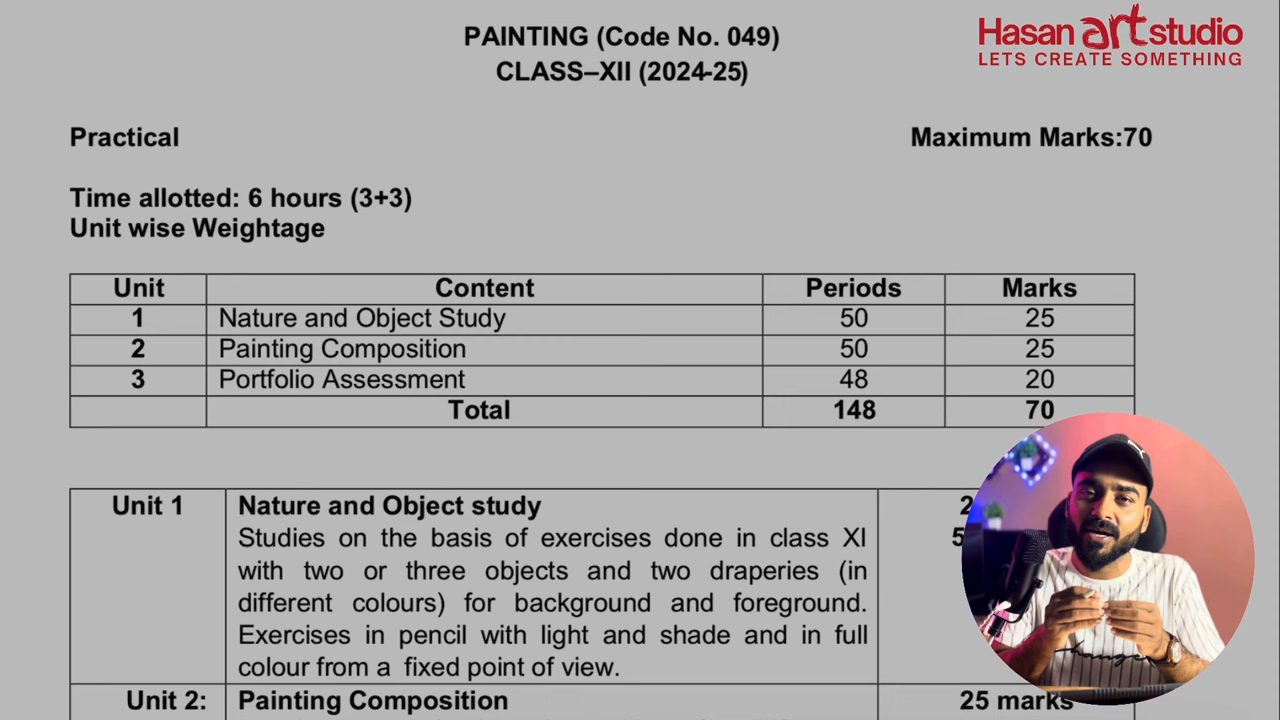 PAINTING (Code No. 049)
Hasan art studio
CLASS–XII (2024-25)
LETS CREATE SOMETHING
Practical Maximum Marks:70
Time allotted: 6 hours (3+3)
Unit wise Weightage
Unit Content Periods Marks
1 Nature and Object Study 50 25
2 Painting Composition 50 25
3 Portfolio Assessment 48 20
Total 148 70
Unit 1 Nature and Object study
Studies on the basis of exercises done in class XI
with two or three objects and two draperies (in
different colours) for background and foreground.
Exercises in pencil with light and shade and in full
colour from a fixed point of view.
Unit 2: Painting Composition 25 marks